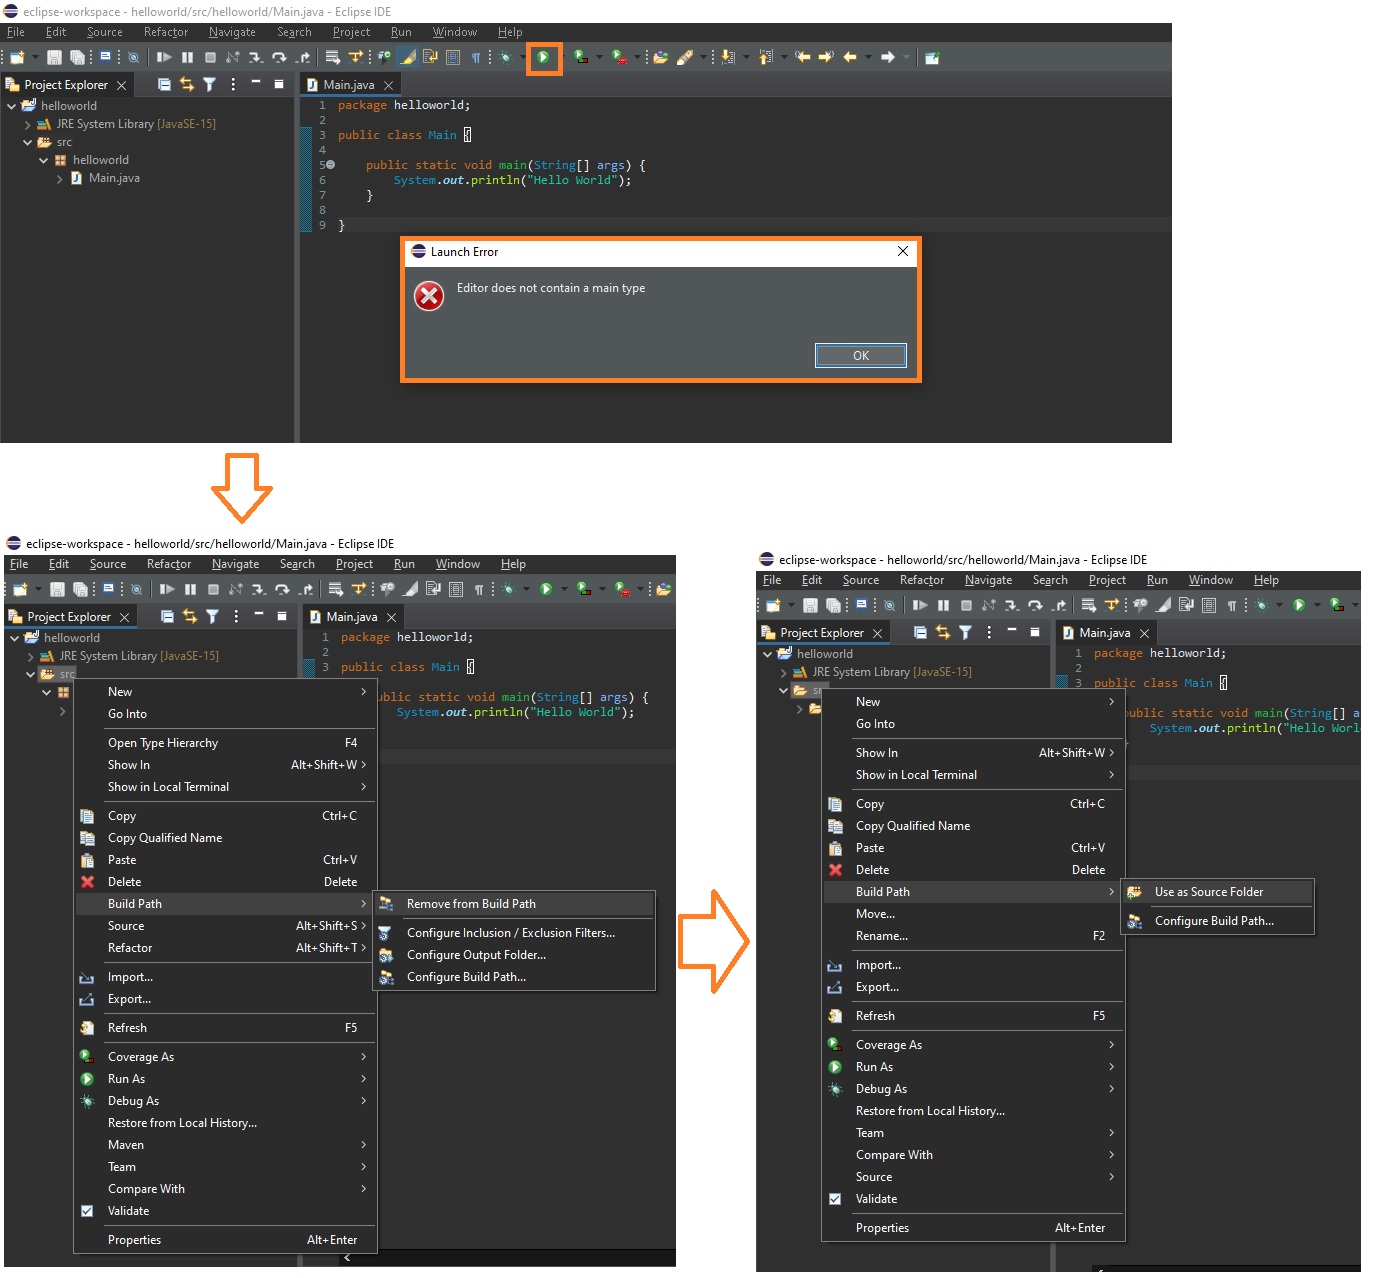 eclipse-workspace - helloworld/src/helloworld/Main.java - Eclipse IDE
File Edit Source Refactor Navigate Search Project Run Window Help
Project Explorer
Main.java
helloworld
JRE System Library [JavaSE-15]
src
helloworld
Main.java
1 package helloworld;
2
3 public class Main {
4
5 public static void main(String[] args) {
6 System.out.println("Hello World");
7 }
8
9 }
Launch Error
Editor does not contain a main type
OK
eclipse-workspace - helloworld/src/helloworld/Main.java - Eclipse IDE
File Edit Source Refactor Navigate Search Project Run Window Help
Project Explorer
Main.java
helloworld
JRE System Library [JavaSE-15]
src
1 package helloworld;
2
3 public class Main {
public static void main(String[] args) {
System.out.println("Hello World");
New
Go Into
Open Type Hierarchy F4
Show In Alt+Shift+W
Show in Local Terminal
Copy Ctrl+C
Copy Qualified Name
Paste Ctrl+V
Delete Delete
Build Path
Source Alt+Shift+S
Refactor Alt+Shift+T
Import...
Export...
Refresh F5
Coverage As
Run As
Debug As
Restore from Local History...
Maven
Team
Compare With
Validate
Properties Alt+Enter
Remove from Build Path
Configure Inclusion / Exclusion Filters...
Configure Output Folder...
Configure Build Path...
eclipse-workspace - helloworld/src/helloworld/Main.java - Eclipse IDE
File Edit Source Refactor Navigate Search Project Run Window Help
Project Explorer
Main.java
helloworld
JRE System Library [JavaSE-15]
1 package helloworld;
2
3 public class Main {
public static void main(String[] a
System.out.println("Hello Worl
New
Go Into
Show In Alt+Shift+W
Show in Local Terminal
Copy Ctrl+C
Copy Qualified Name
Paste Ctrl+V
Delete Delete
Build Path
Move...
Rename... F2
Import...
Export...
Refresh F5
Coverage As
Run As
Debug As
Restore from Local History...
Team
Compare With
Source
Validate
Properties Alt+Enter
Use as Source Folder
Configure Build Path...